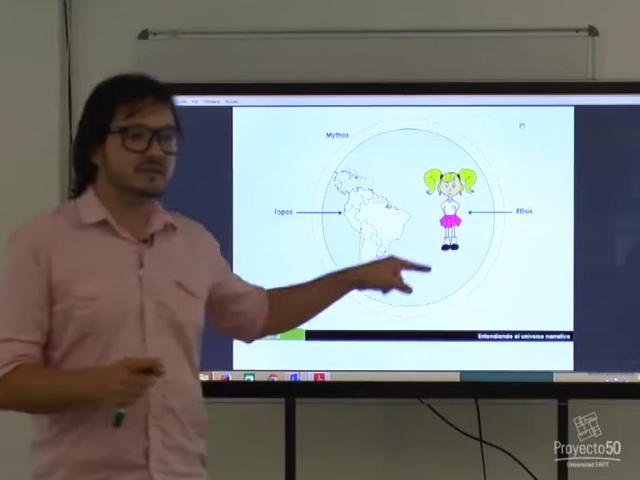 Mythos
Topos
Ethos
Entendiendo el universo narrativo
Proyecto50
Universidad EAFIT